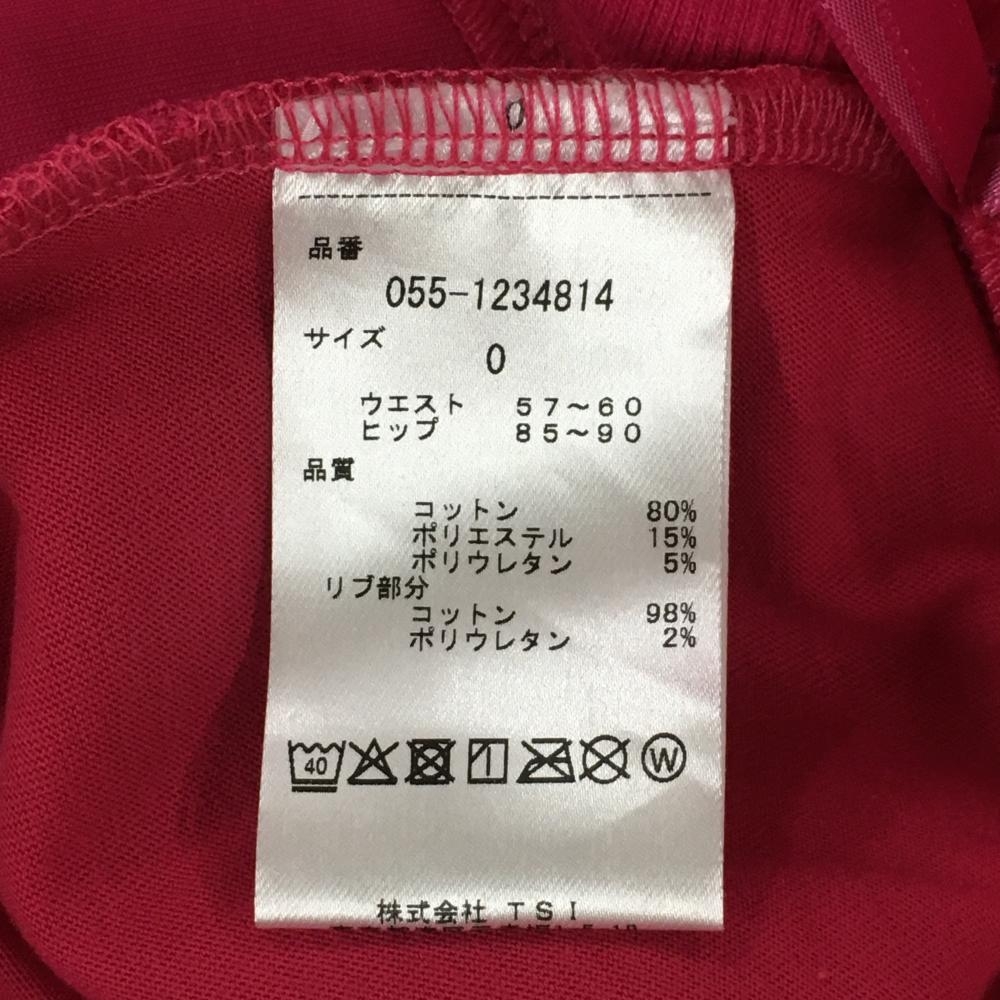 0
品番
055-1234814
サイズ
0
ウエスト 57～60
ヒップ 85～90
品質
コットン 80%
ポリエステル 15%
ポリウレタン 5%
リブ部分
コットン 98%
ポリウレタン 2%
40 W
株式会社 TSI